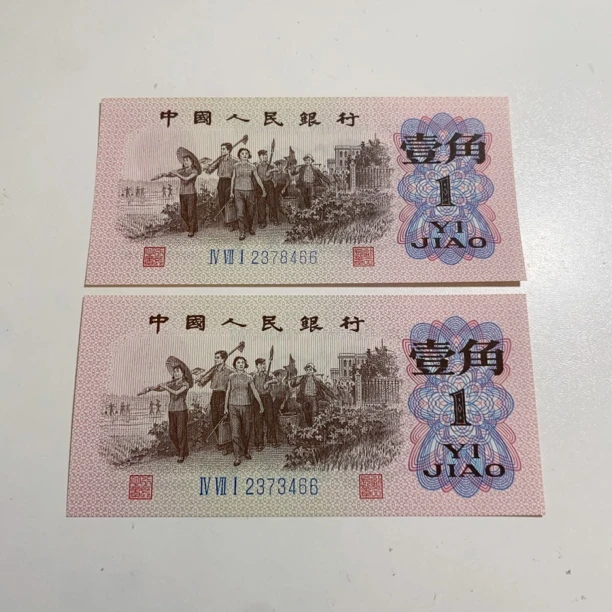 中國人民銀行
壹角
1
YI
JIAO
Ⅳ Ⅶ Ⅰ 2378466
中國人民銀行
壹角
1
YI
JIAO
Ⅳ Ⅶ Ⅰ 2373466